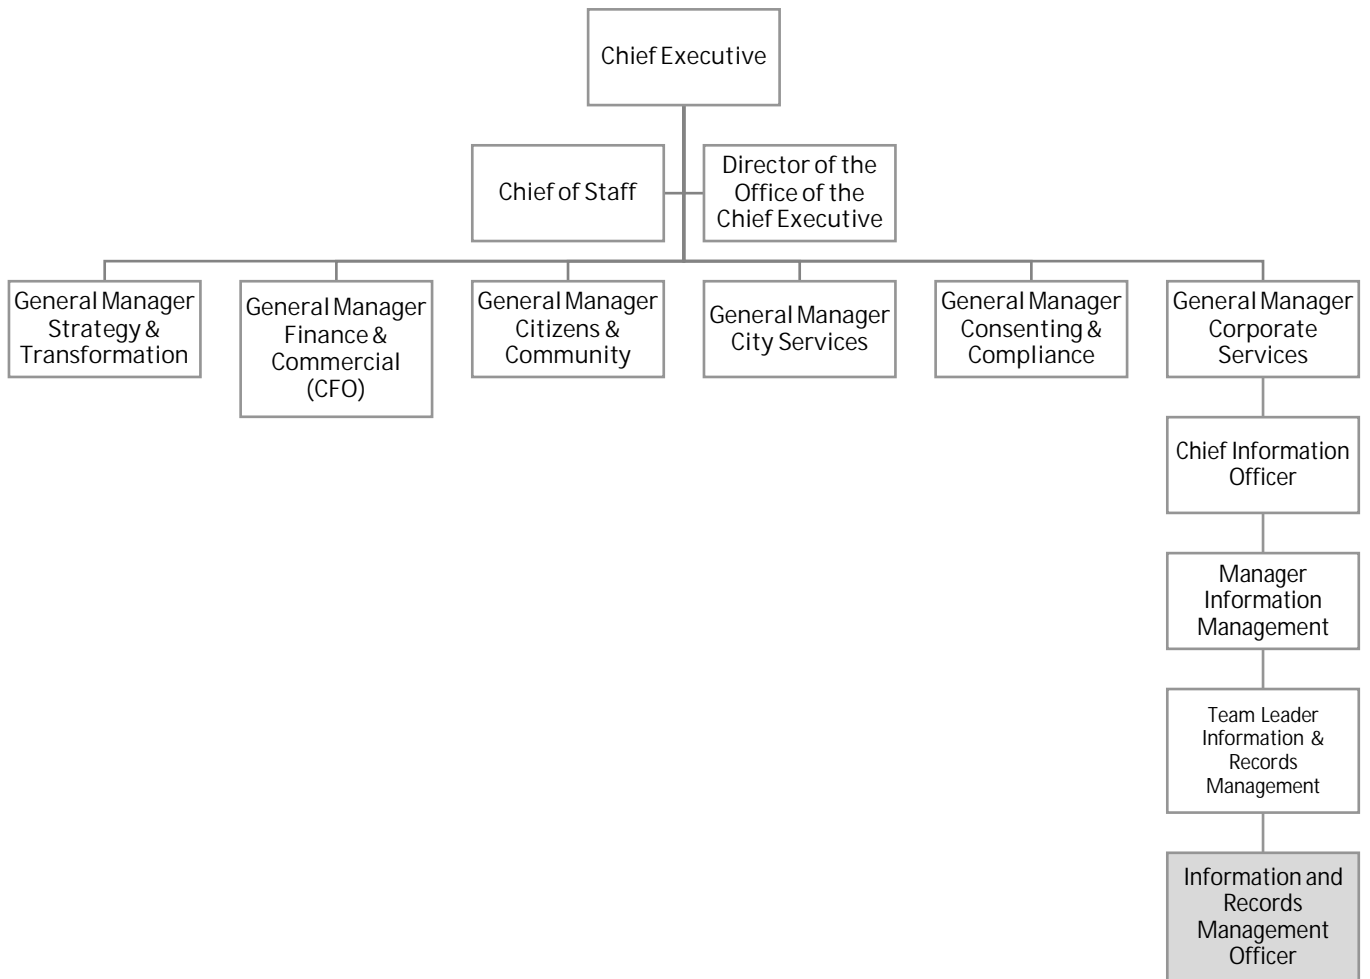 Chief Executive
Chief of Staff
Director of the
Office of the
Chief Executive
General Manager
Strategy &
Transformation
General Manager
Finance &
Commercial
(CFO)
General Manager
Citizens &
Community
General Manager
City Services
General Manager
Consenting &
Compliance
General Manager
Corporate
Services
Chief Information
Officer
Manager
Information
Management
Team Leader
Information &
Records
Management
Information and
Records
Management
Officer